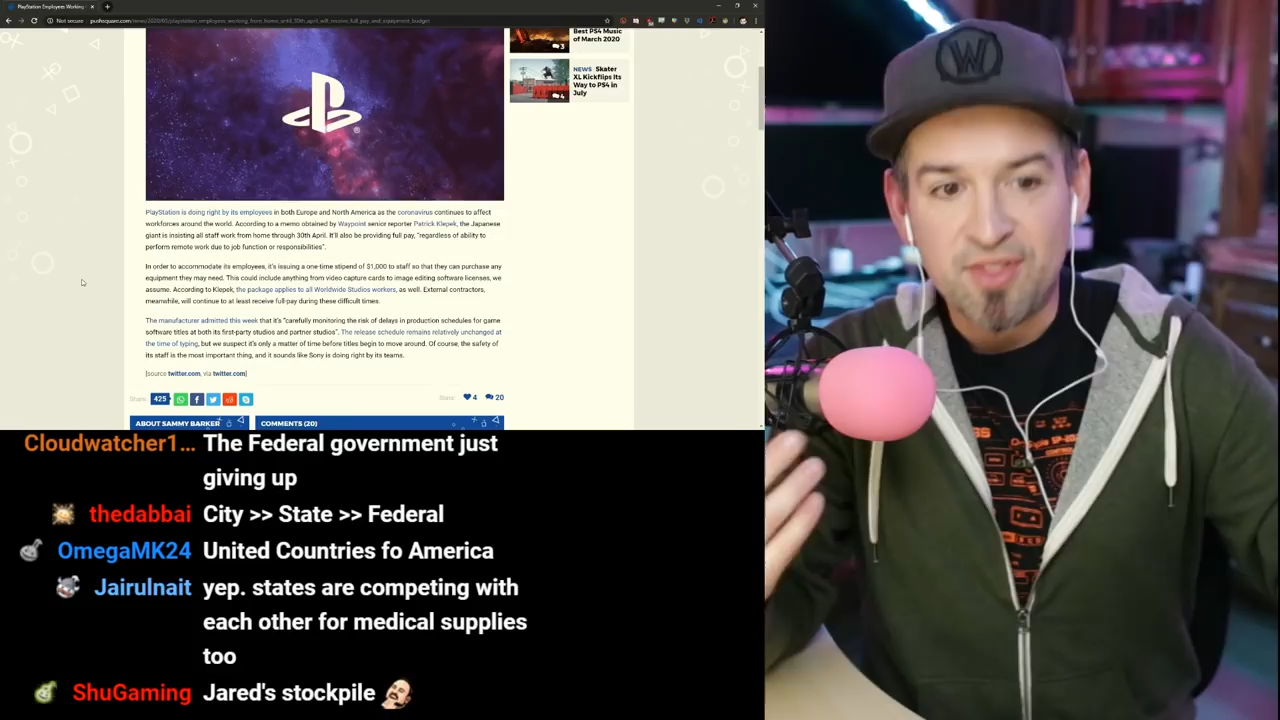 PlayStation Employees Working
Not secure | pushsquare.com/news/2020/03/playstation_employees_working_from_home_until_30th_april_will_receive_full_pay_and_equipment_budget
Best PS4 Music
of March 2020
3
NEWS Skater
XL Kickflips Its
Way to PS4 in
July
4
PlayStation is doing right by its employees in both Europe and North America as the coronavirus continues to affect
workforces around the world. According to a memo obtained by Waypoint senior reporter Patrick Klepek, the Japanese
giant is insisting all staff work from home through 30th April. It'll also be providing full pay, "regardless of ability to
perform remote work due to job function or responsibilities".
In order to accommodate its employees, it's issuing a one-time stipend of $1,000 to staff so that they can purchase any
equipment they may need. This could include anything from video capture cards to image editing software licenses, we
assume. According to Klepek, the package applies to all Worldwide Studios workers, as well. External contractors,
meanwhile, will continue to at least receive full-pay during these difficult times.
The manufacturer admitted this week that it's "carefully monitoring the risk of delays in production schedules for game
software titles at both its first-party studios and partner studios". The release schedule remains relatively unchanged at
the time of typing, but we suspect it's only a matter of time before titles begin to move around. Of course, the safety of
its staff is the most important thing, and it sounds like Sony is doing right by its teams.
[source twitter.com, via twitter.com]
Share: 425
4 20
ABOUT SAMMY BARKER
COMMENTS (20)
Cloudwatcher1... The Federal government just
giving up
thedabbai City >> State >> Federal
OmegaMK24 United Countries fo America
Jairulnait yep. states are competing with
each other for medical supplies
too
ShuGaming Jared's stockpile
W